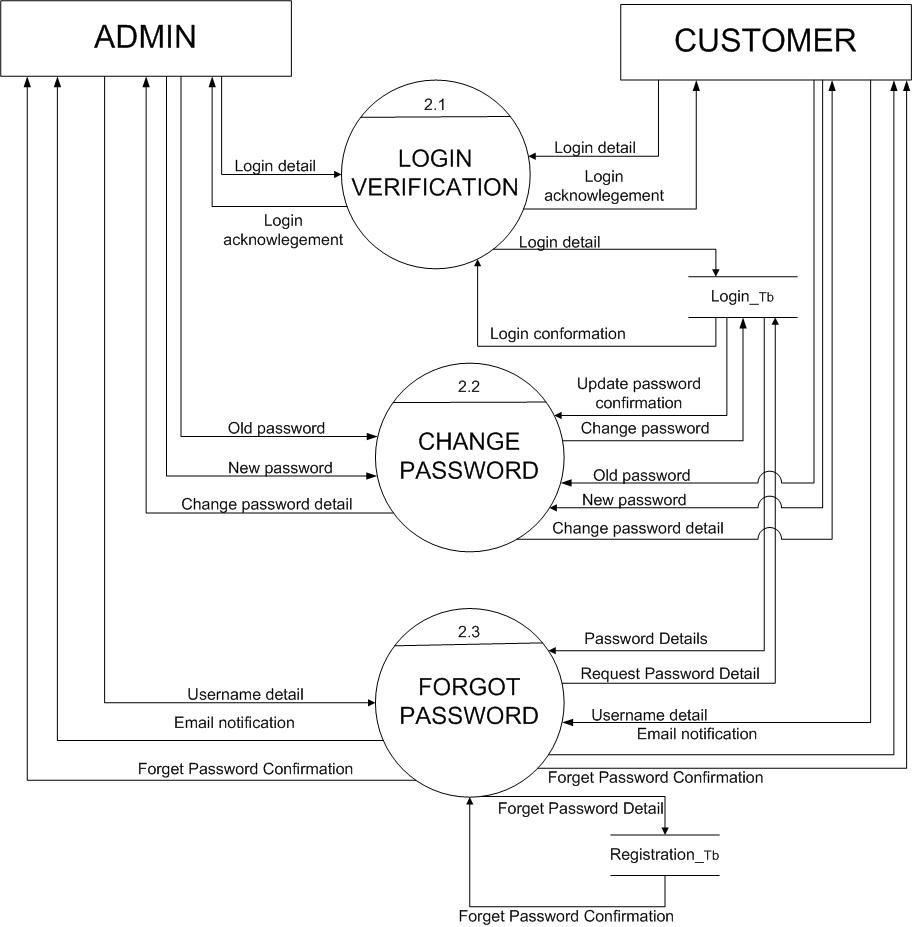 ADMIN
CUSTOMER
2.1
LOGIN
VERIFICATION
Login detail
Login detail
Login
acknowlegement
Login
acknowlegement
Login detail
Login_Tb
Login conformation
2.2
CHANGE
PASSWORD
Update password
confirmation
Change password
Old password
New password
Change password detail
Old password
New password
Change password detail
2.3
FORGOT
PASSWORD
Password Details
Request Password Detail
Username detail
Email notification
Forget Password Confirmation
Username detail
Email notification
Forget Password Confirmation
Forget Password Detail
Registration_Tb
Forget Password Confirmation